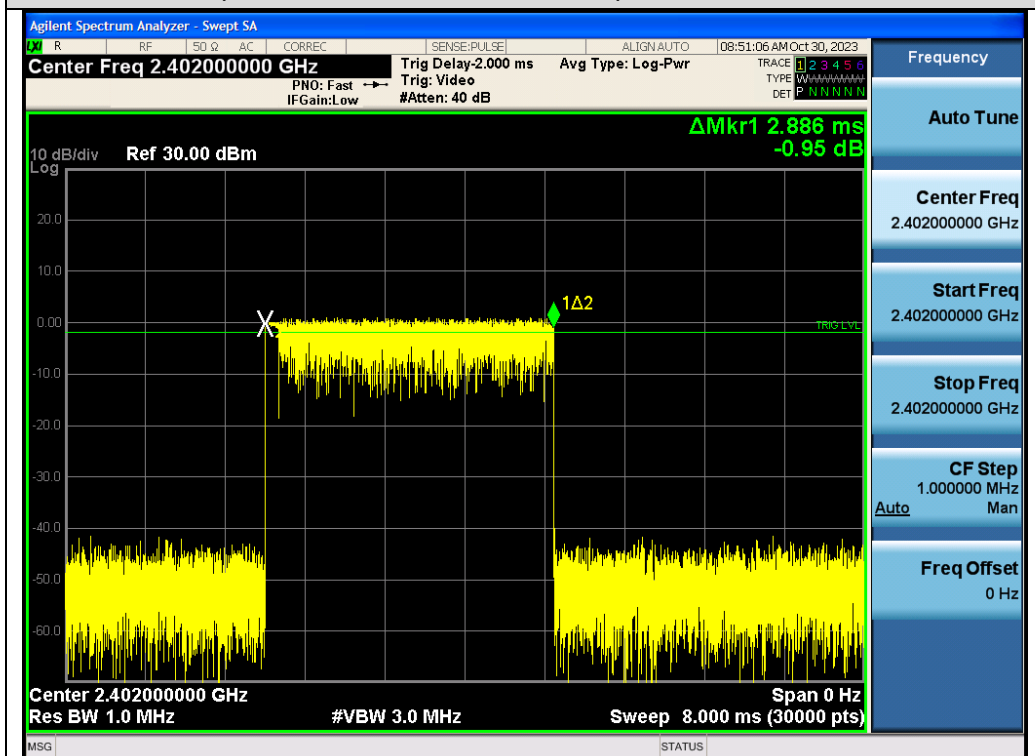 Agilent Spectrum Analyzer - Swept SA
LXI R RF 50 Ω AC CORREC SENSE:PULSE ALIGN AUTO 08:51:06 AM Oct 30, 2023
Center Freq 2.402000000 GHz
PNO: Fast
IFGain:Low
Trig Delay-2.000 ms
Trig: Video
#Atten: 40 dB
Avg Type: Log-Pwr
TRACE 1 2 3 4 5 6
TYPE W
DET P N N N N N
ΔMkr1 2.886 ms
-0.95 dB
10 dB/div Ref 30.00 dBm
Log
20.0
10.0
0.00
-10.0
-20.0
-30.0
-40.0
-50.0
-60.0
1Δ2
TRIG LVL
Center 2.402000000 GHz Span 0 Hz
Res BW 1.0 MHz #VBW 3.0 MHz Sweep 8.000 ms (30000 pts)
MSG STATUS
Frequency
Auto Tune
Center Freq
2.402000000 GHz
Start Freq
2.402000000 GHz
Stop Freq
2.402000000 GHz
CF Step
1.000000 MHz
Auto Man
Freq Offset
0 Hz